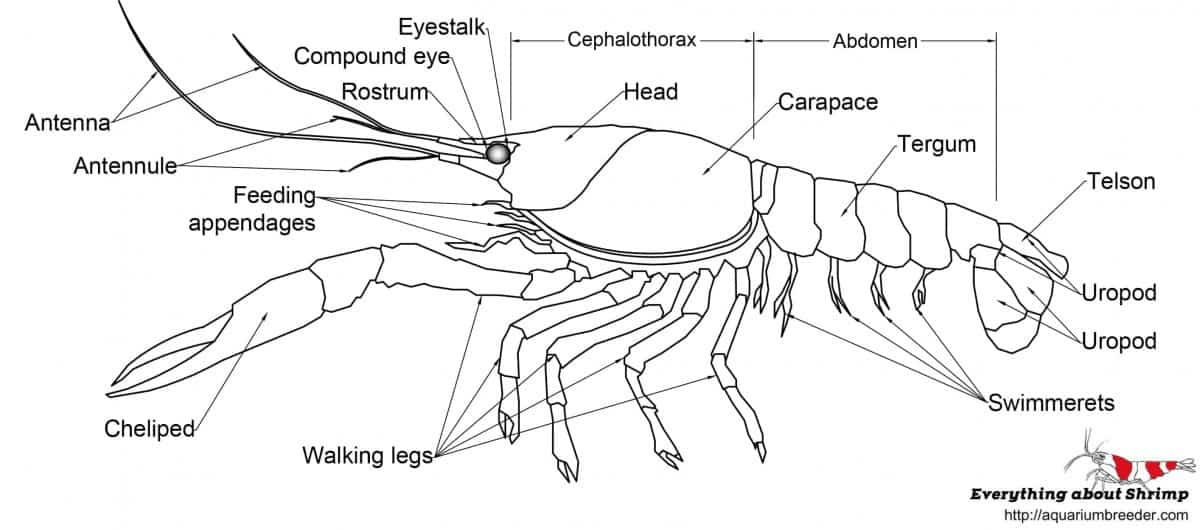 Eyestalk
Cephalothorax
Abdomen
Compound eye
Rostrum
Head
Carapace
Antenna
Tergum
Antennule
Telson
Feeding
appendages
Uropod
Uropod
Swimmerets
Cheliped
Walking legs
Everything about Shrimp
http://aquariumbreeder.com